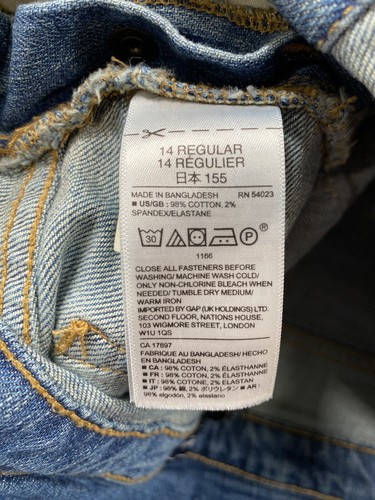 14 REGULAR
14 RÉGULIER
日本 155
MADE IN BANGLADESH RN 54023
■ US/GB : 98% COTTON, 2%
SPANDEX/ELASTANE
30 P ®
1166
CLOSE ALL FASTENERS BEFORE
WASHING/ MACHINE WASH COLD/
ONLY NON-CHLORINE BLEACH WHEN
NEEDED/ TUMBLE DRY MEDIUM/
WARM IRON
IMPORTED BY GAP (UK HOLDINGS) LTD.
SECOND FLOOR, NATIONS HOUSE,
103 WIGMORE STREET, LONDON
W1U 1QS
CA 17897
FABRIQUÉ AU BANGLADESH/ HECHO
EN BANGLADESH
■ CA : 98% COTON, 2% ÉLASTHANNE
■ FR : 98% COTON, 2% ÉLASTHANNE
■ IT : 98% COTONE, 2% ELASTAN
■ JP : 98% 綿, 2% ポリウレタン ■ AR :
98% algodón, 2% elastano